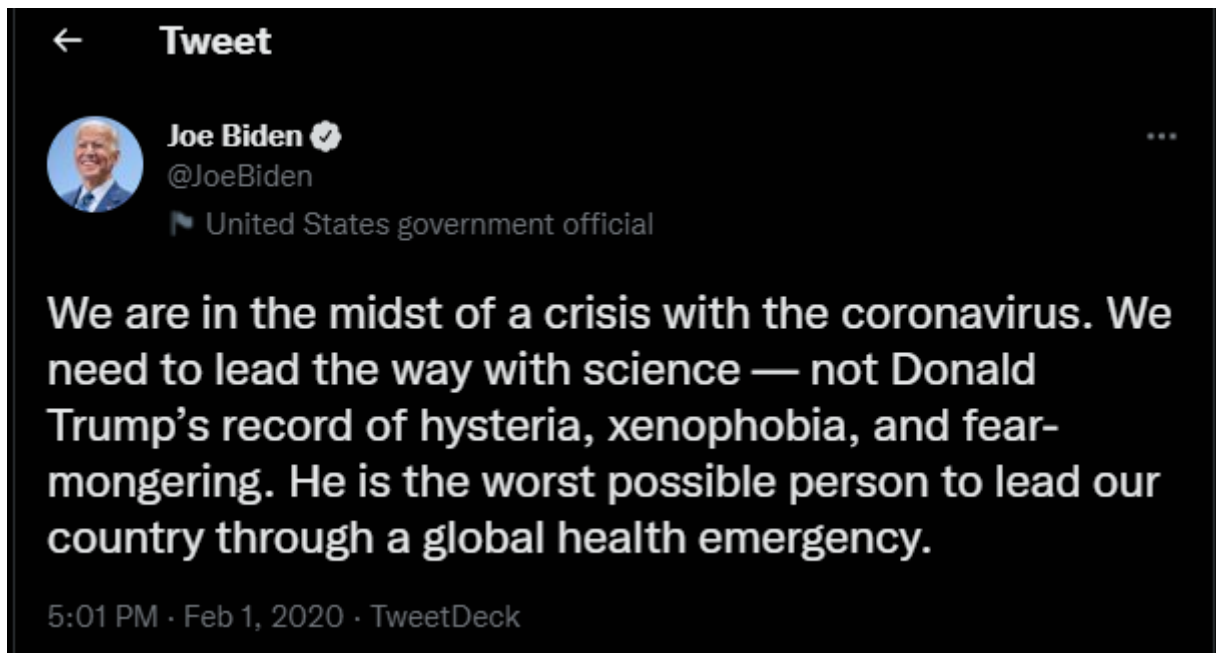 Tweet
Joe Biden
@JoeBiden
United States government official
We are in the midst of a crisis with the coronavirus. We
need to lead the way with science — not Donald
Trump’s record of hysteria, xenophobia, and fear-
mongering. He is the worst possible person to lead our
country through a global health emergency.
5:01 PM · Feb 1, 2020 · TweetDeck